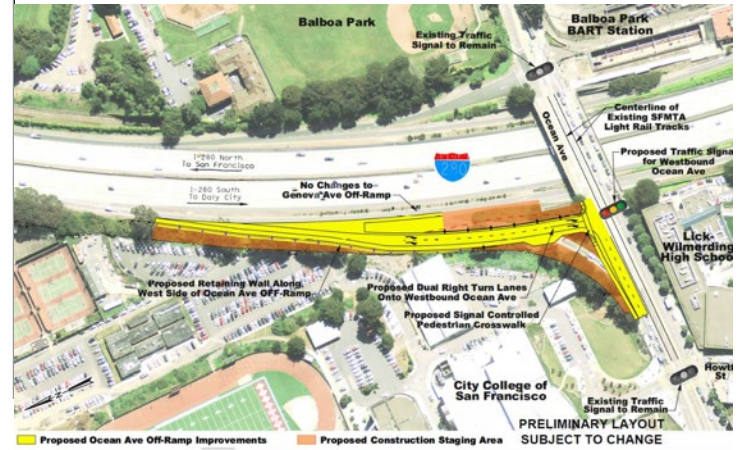 Balboa Park
Balboa Park
BART Station
Existing Traffic
Signal to Remain
Centerline of
Existing SFMTA
Light Rail Tracks
Ocean Ave
Proposed Traffic Signal
for Westbound
Ocean Ave
I-280 North
To San Francisco
280
I-280 South
To Daly City
No Changes to
Geneva Ave Off-Ramp
Lick-
Wilmerding
High School
Proposed Retaining Wall Along
West Side of Ocean Ave OFF-Ramp
Proposed Dual Right Turn Lanes
Onto Westbound Ocean Ave
Proposed Signal Controlled
Pedestrian Crosswalk
City College of
San Francisco
Howth
St
Existing Traffic
Signal to Remain
PRELIMINARY LAYOUT
SUBJECT TO CHANGE
Proposed Ocean Ave Off-Ramp Improvements
Proposed Construction Staging Area